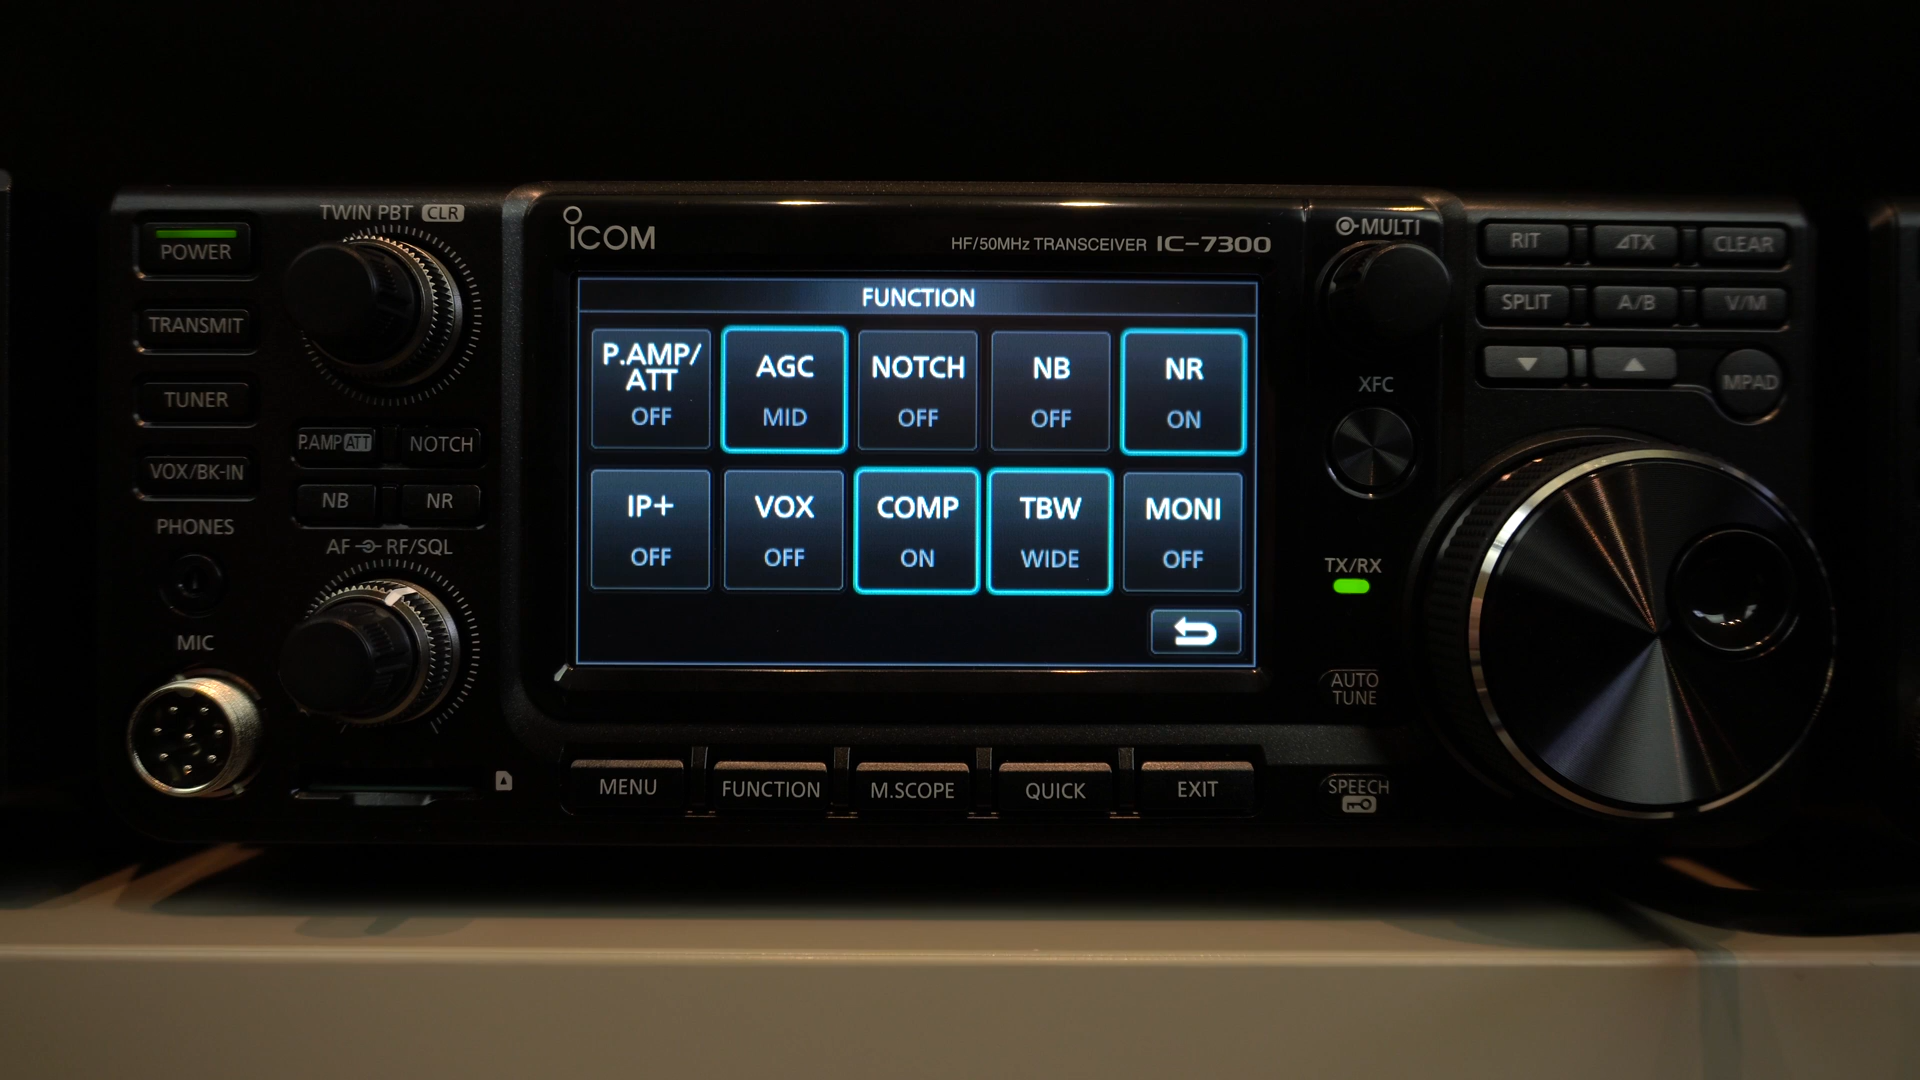 POWER
TRANSMIT
TUNER
VOX/BK-IN
PHONES
MIC
TWIN PBT CLR
P.AMP ATT
NOTCH
NB
NR
AF RF/SQL
ICOM
HF/50MHz TRANSCEIVER IC-7300
FUNCTION
P.AMP/
ATT
OFF
AGC
MID
NOTCH
OFF
NB
OFF
NR
ON
IP+
OFF
VOX
OFF
COMP
ON
TBW
WIDE
MONI
OFF
MENU
FUNCTION
M.SCOPE
QUICK
EXIT
MULTI
XFC
TX/RX
AUTO
TUNE
SPEECH
RIT
⊿TX
CLEAR
SPLIT
A/B
V/M
MPAD